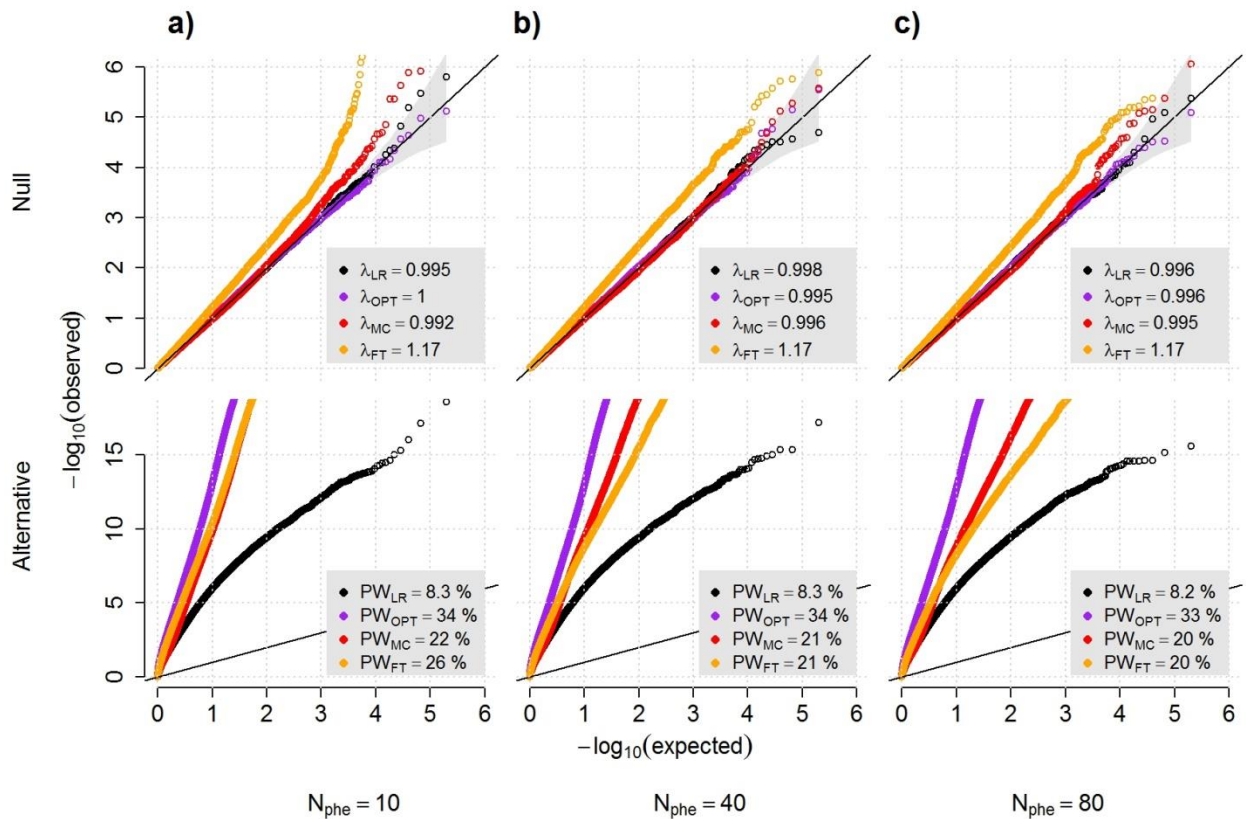 a)
b)
c)
Null
6
5
4
3
2
1
0
λLR = 0.995
λOPT = 1
λMC = 0.992
λFT = 1.17
λLR = 0.998
λOPT = 0.995
λMC = 0.996
λFT = 1.17
λLR = 0.996
λOPT = 0.996
λMC = 0.995
λFT = 1.17
−log10(observed)
Alternative
15
10
5
0
PWLR = 8.3 %
PWOPT = 34 %
PWMC = 22 %
PWFT = 26 %
PWLR = 8.3 %
PWOPT = 34 %
PWMC = 21 %
PWFT = 21 %
PWLR = 8.2 %
PWOPT = 33 %
PWMC = 20 %
PWFT = 20 %
0 1 2 3 4 5 6
0 1 2 3 4 5 6
0 1 2 3 4 5 6
−log10(expected)
Nphe = 10
Nphe = 40
Nphe = 80